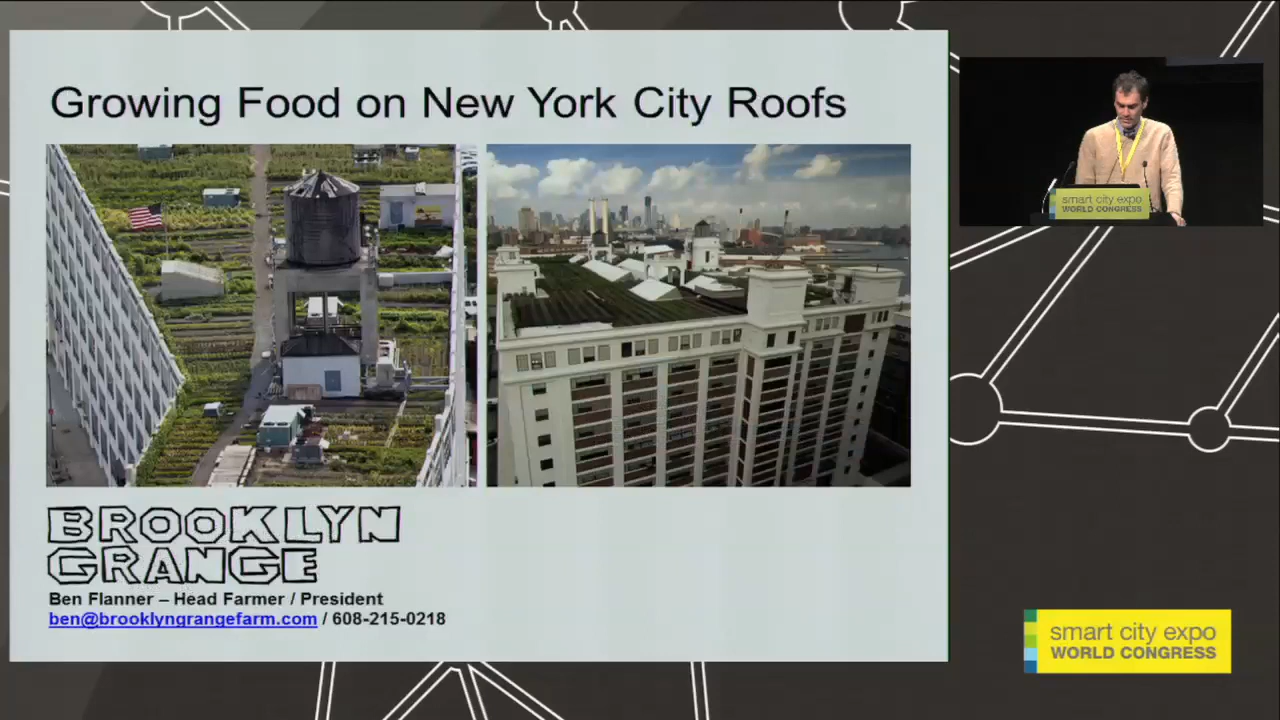 Growing Food on New York City Roofs
BROOKLYN
GRANGE
Ben Flanner – Head Farmer / President
ben@brooklyngrangefarm.com / 608-215-0218
smart city expo
WORLD CONGRESS
smart city expo
WORLD CONGRESS